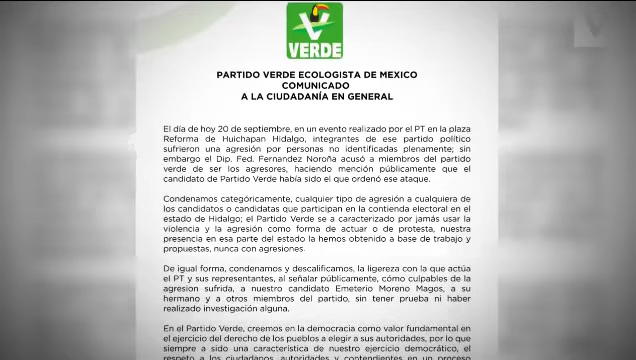 VERDE
PARTIDO VERDE ECOLOGISTA DE MEXICO
COMUNICADO
A LA CIUDADANÍA EN GENERAL
El día de hoy 20 de septiembre, en un evento realizado por el PT en la plaza
Reforma de Huichapan Hidalgo, integrantes de ese partido político
sufrieron una agresión por personas no identificadas plenamente; sin
embargo el Dip. Fed. Fernandez Noroña acusó a miembros del partido
verde de ser los agresores, haciendo mención públicamente que el
candidato de Partido Verde había sido el que ordenó ese ataque.
Condenamos categóricamente, cualquier tipo de agresión a cualquiera de
los candidatos o candidatas que participan en la contienda electoral en el
estado de Hidalgo; el Partido Verde se a caracterizado por jamás usar la
violencia y la agresión como forma de actuar o de protesta, nuestra
presencia en esa parte del estado la hemos obtenido a base de trabajo y
propuestas, nunca con agresiones.
De igual forma, condenamos y descalificamos, la ligereza con la que actúa
el PT y sus representantes, al señalar públicamente, cómo culpables de la
agresion sufrida, a nuestro candidato Emeterio Moreno Magos, a su
hermano y a otros miembros del partido, sin tener prueba ni haber
realizado investigación alguna.
En el Partido Verde, creemos en la democracia como valor fundamental en
el ejercicio del derecho de los pueblos a elegir a sus autoridades, por lo que
siempre a sido una característica de nuestro ejercicio democrático, el
respeto a los ciudadanos, autoridades y contendientes en un proceso